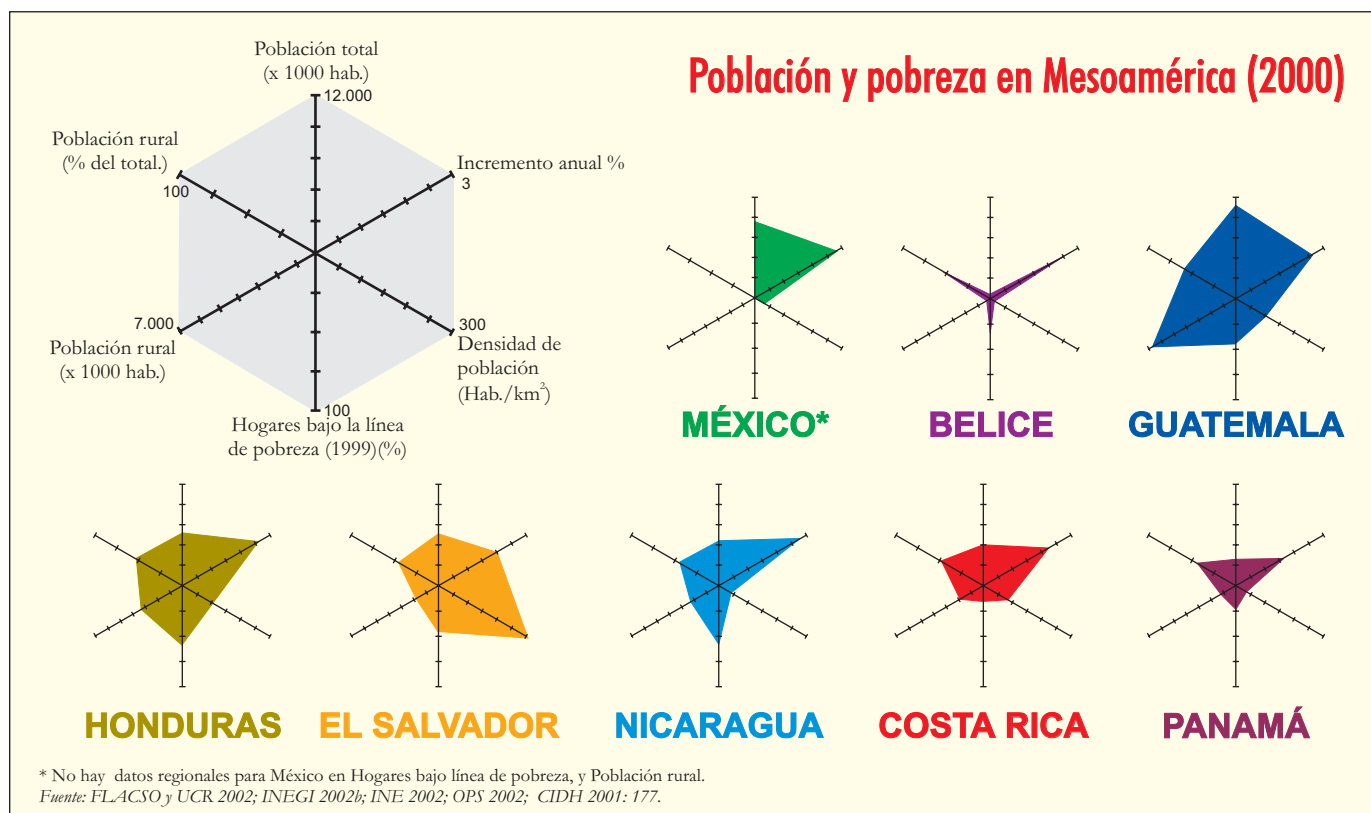 Población y pobreza en Mesoamérica (2000)
Población total
(x 1000 hab.)
12.000
Población rural
(% del total.)
100
Incremento anual %
3
7.000
Población rural
(x 1000 hab.)
300
Densidad de
población
(Hab./km²)
100
Hogares bajo la línea
de pobreza (1999)(%)
MÉXICO*
BELICE
GUATEMALA
HONDURAS
EL SALVADOR
NICARAGUA
COSTA RICA
PANAMÁ
* No hay datos regionales para México en Hogares bajo línea de pobreza, y Población rural.
Fuente: FLACSO y UCR 2002; INEGI 2002b; INE 2002; OPS 2002; CIDH 2001: 177.